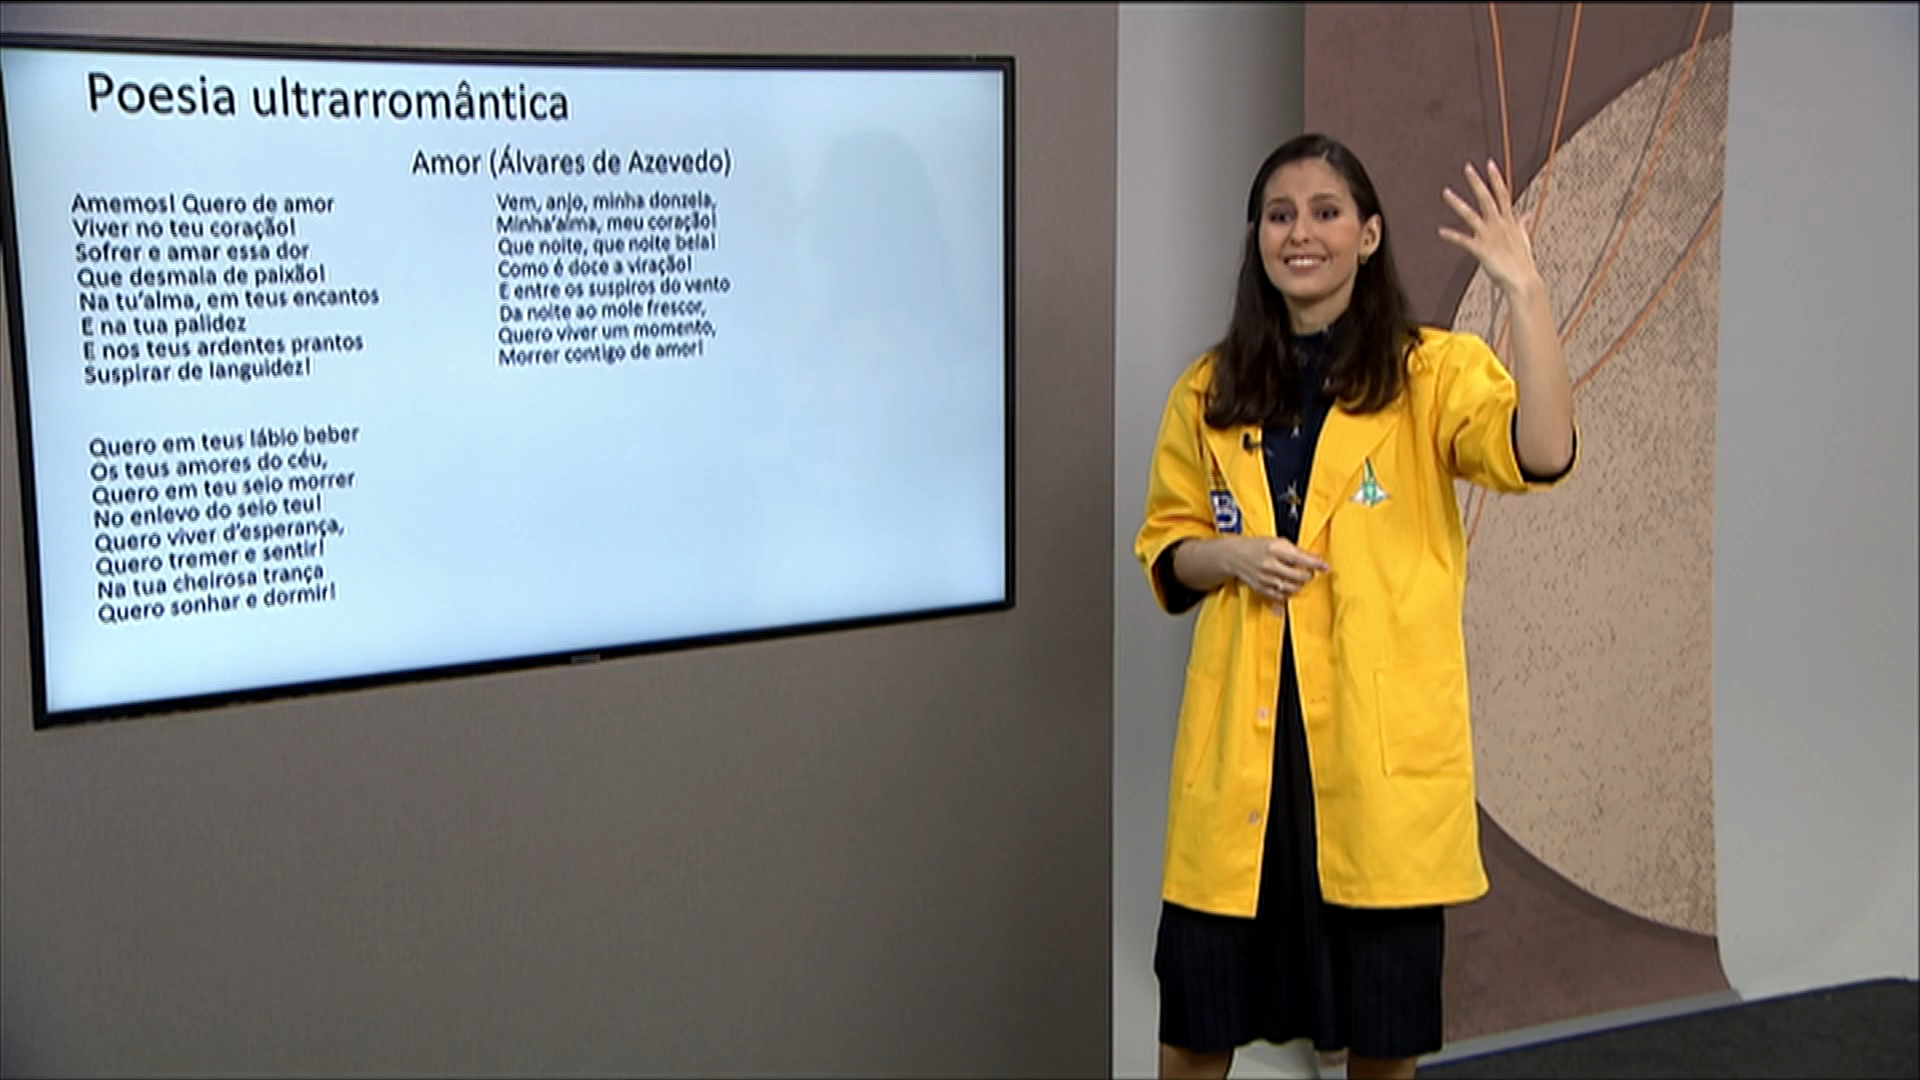 Poesia ultrarromântica
Amor (Álvares de Azevedo)
Amemos! Quero de amor
Viver no teu coração!
Sofrer e amar essa dor
Que desmaia de paixão!
Na tu'alma, em teus encantos
E na tua palidez
E nos teus ardentes prantos
Suspirar de languidez!
Quero em teus lábio beber
Os teus amores do céu,
Quero em teu seio morrer
No enlevo do seio teu!
Quero viver d'esperança,
Quero tremer e sentir!
Na tua cheirosa trança
Quero sonhar e dormir!
Vem, anjo, minha donzela,
Minha'alma, meu coração!
Que noite, que noite bela!
Como é doce a viração!
E entre os suspiros do vento
Da noite ao mole frescor,
Quero viver um momento,
Morrer contigo de amor!